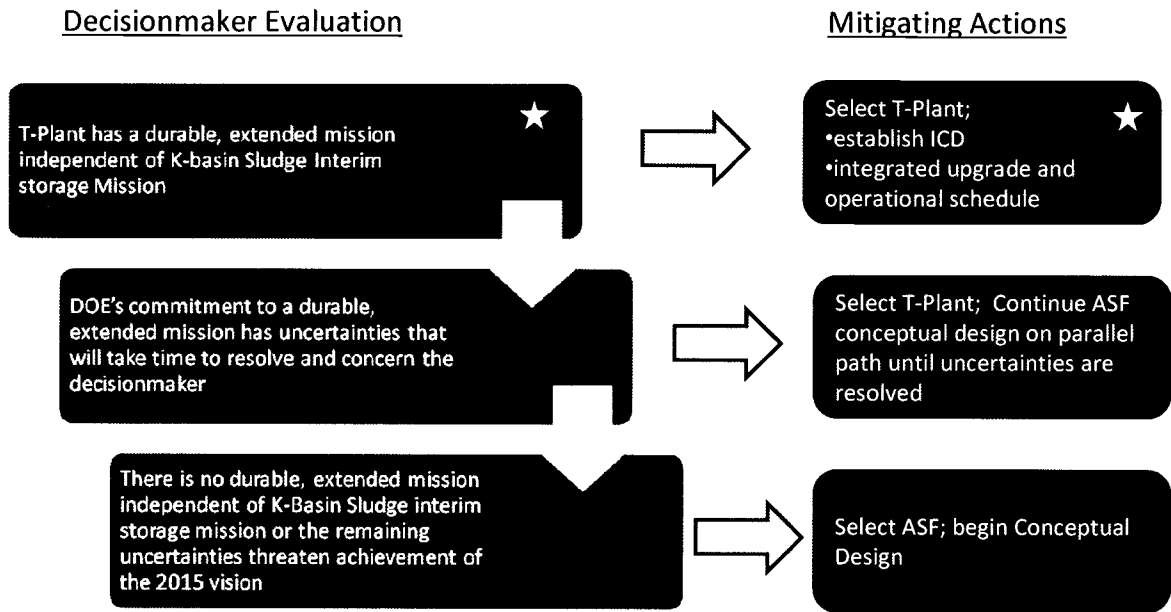 Decisionmaker Evaluation
Mitigating Actions
T-Plant has a durable, extended mission
independent of K-basin Sludge Interim
storage Mission
Select T-Plant;
•establish ICD
•integrated upgrade and
operational schedule
DOE's commitment to a durable,
extended mission has uncertainties that
will take time to resolve and concern the
decisionmaker
Select T-Plant; Continue ASF
conceptual design on parallel
path until uncertainties are
resolved
There is no durable, extended mission
independent of K-Basin Sludge interim
storage mission or the remaining
uncertainties threaten achievement of
the 2015 vision
Select ASF; begin Conceptual
Design